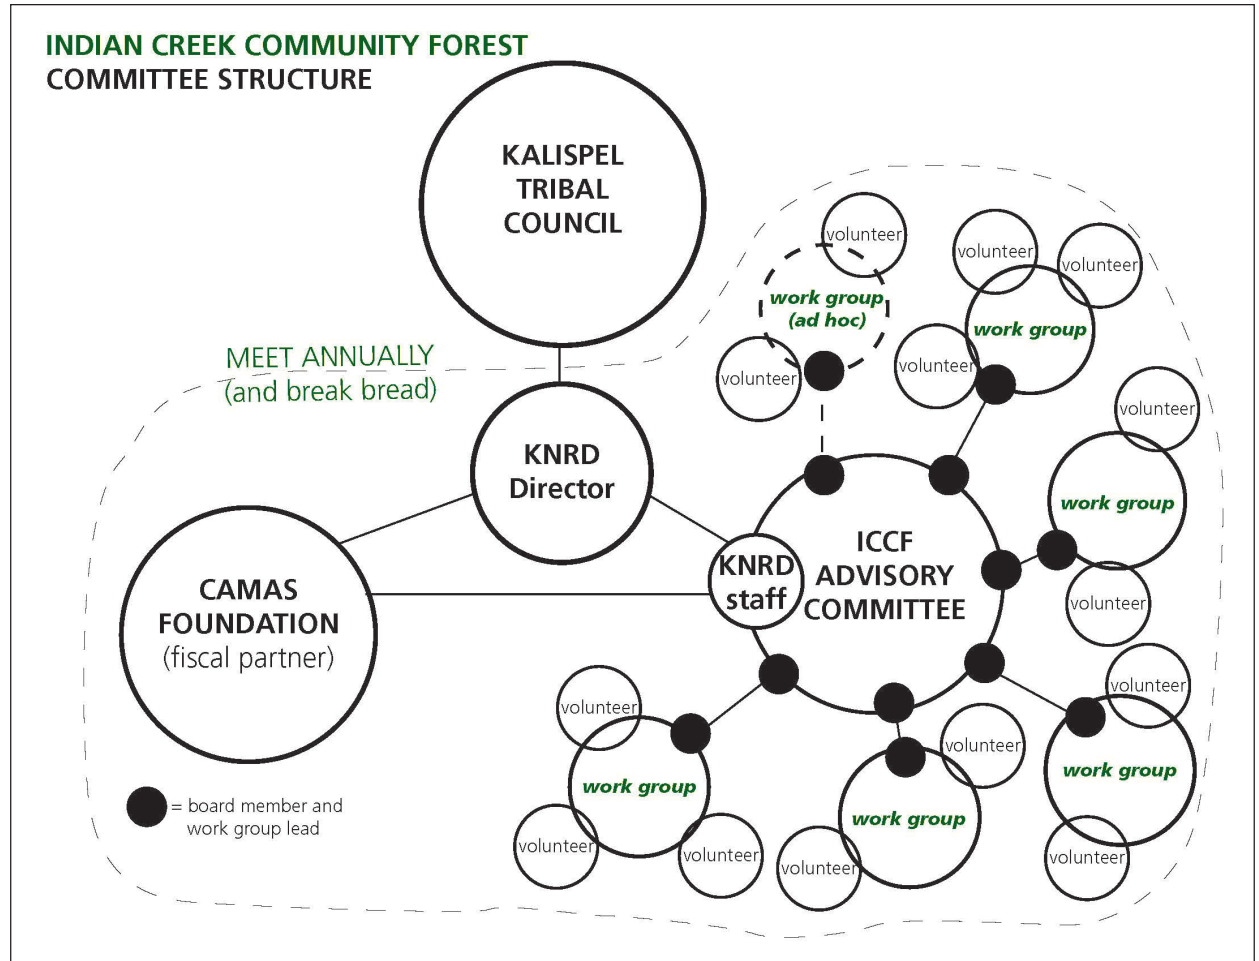 INDIAN CREEK COMMUNITY FOREST
COMMITTEE STRUCTURE
KALISPEL
TRIBAL
COUNCIL
MEET ANNUALLY
(and break bread)
KNRD
Director
CAMAS
FOUNDATION
(fiscal partner)
KNRD
staff
ICCF
ADVISORY
COMMITTEE
volunteer
work group
(ad hoc)
volunteer
volunteer
volunteer
work group
volunteer
volunteer
work group
volunteer
volunteer
work group
volunteer
volunteer
work group
volunteer
volunteer
work group
volunteer
volunteer
= board member and
work group lead